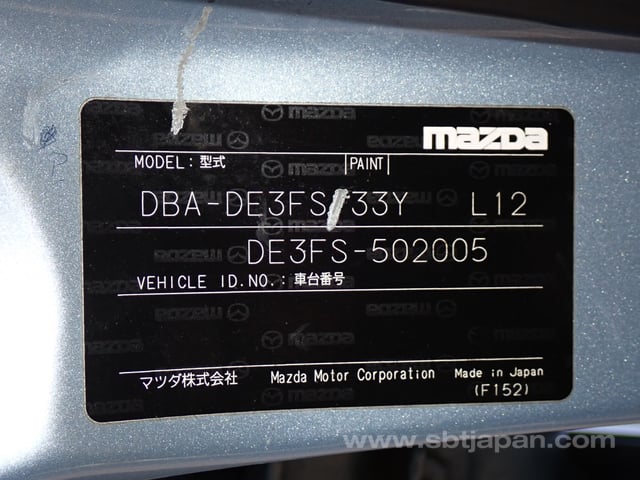 mazda
MODEL: 型式 PAINT
DBA-DE3FS 33Y L12
DE3FS-502005
VEHICLE ID.NO.: 車台番号
マツダ株式会社 Mazda Motor Corporation Made in Japan
(F152)
www.sbtjapan.com